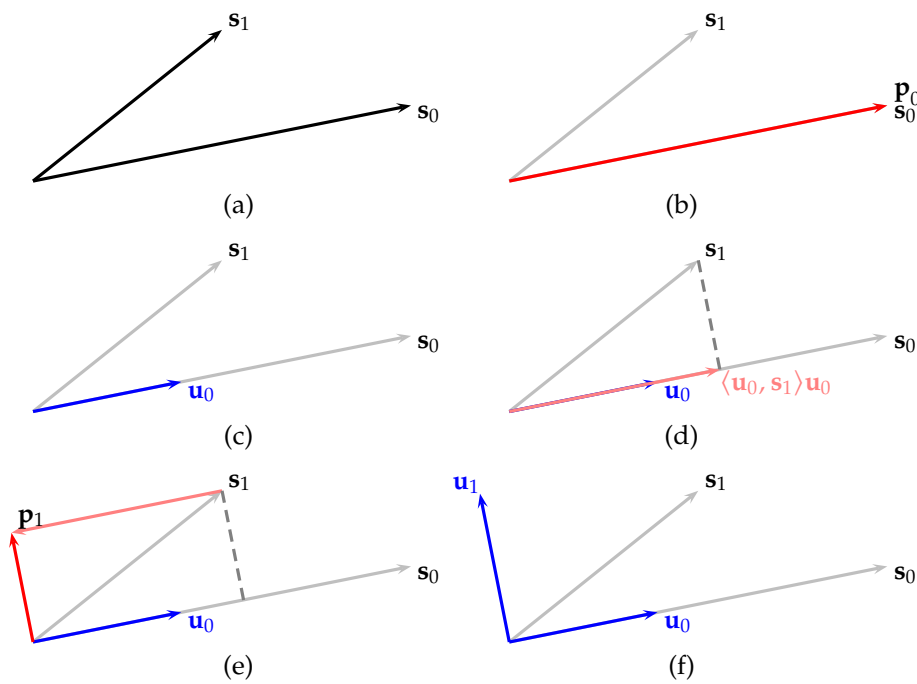 𝐬₁
𝐬₀
(a)
𝐬₁
𝐩₀
𝐬₀
(b)
𝐬₁
𝐬₀
𝐮₀
(c)
𝐬₁
𝐬₀
𝐮₀ ⟨𝐮₀, 𝐬₁⟩𝐮₀
(d)
𝐬₁
𝐩₁
𝐬₀
𝐮₀
(e)
𝐮₁ 𝐬₁
𝐬₀
𝐮₀
(f)